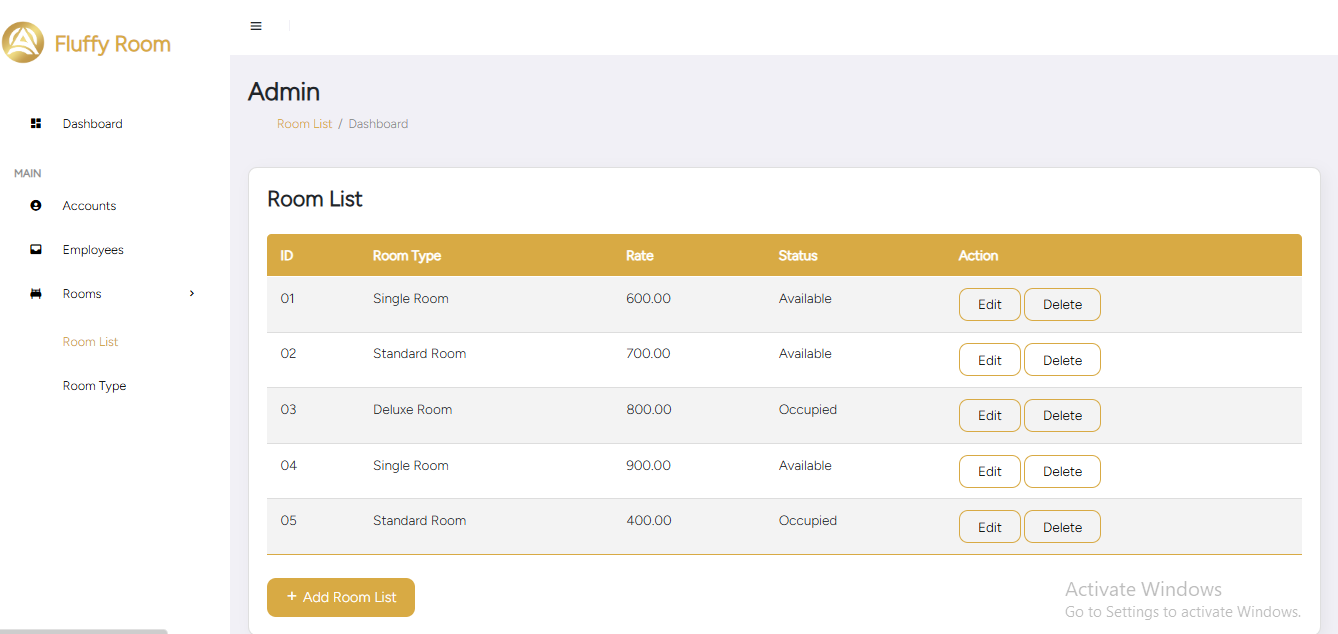 Fluffy Room
Dashboard
MAIN
Accounts
Employees
Rooms
Room List
Room Type
Admin
Room List / Dashboard
Room List
ID Room Type Rate Status Action
01 Single Room 600.00 Available Edit Delete
02 Standard Room 700.00 Available Edit Delete
03 Deluxe Room 800.00 Occupied Edit Delete
04 Single Room 900.00 Available Edit Delete
05 Standard Room 400.00 Occupied Edit Delete
+ Add Room List
Activate Windows
Go to Settings to activate Windows.